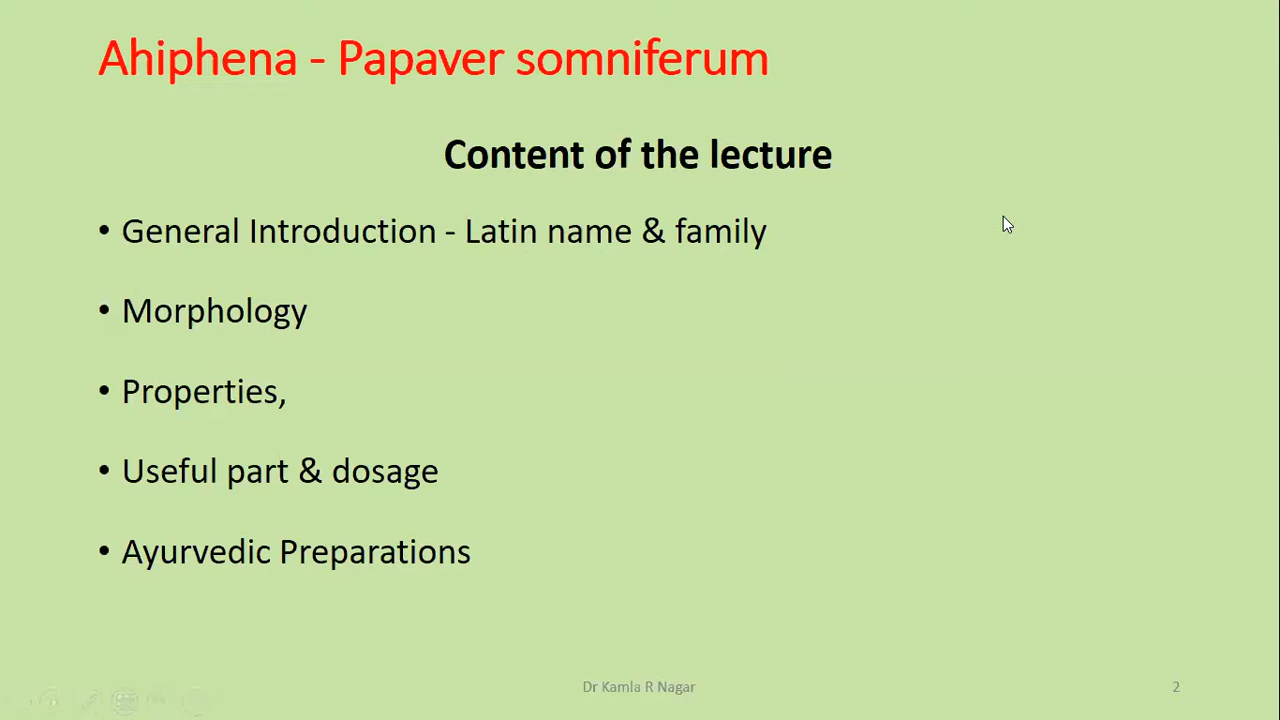 Ahiphena - Papaver somniferum
Content of the lecture
• General Introduction - Latin name & family
• Morphology
• Properties,
• Useful part & dosage
• Ayurvedic Preparations
Dr Kamla R Nagar
2